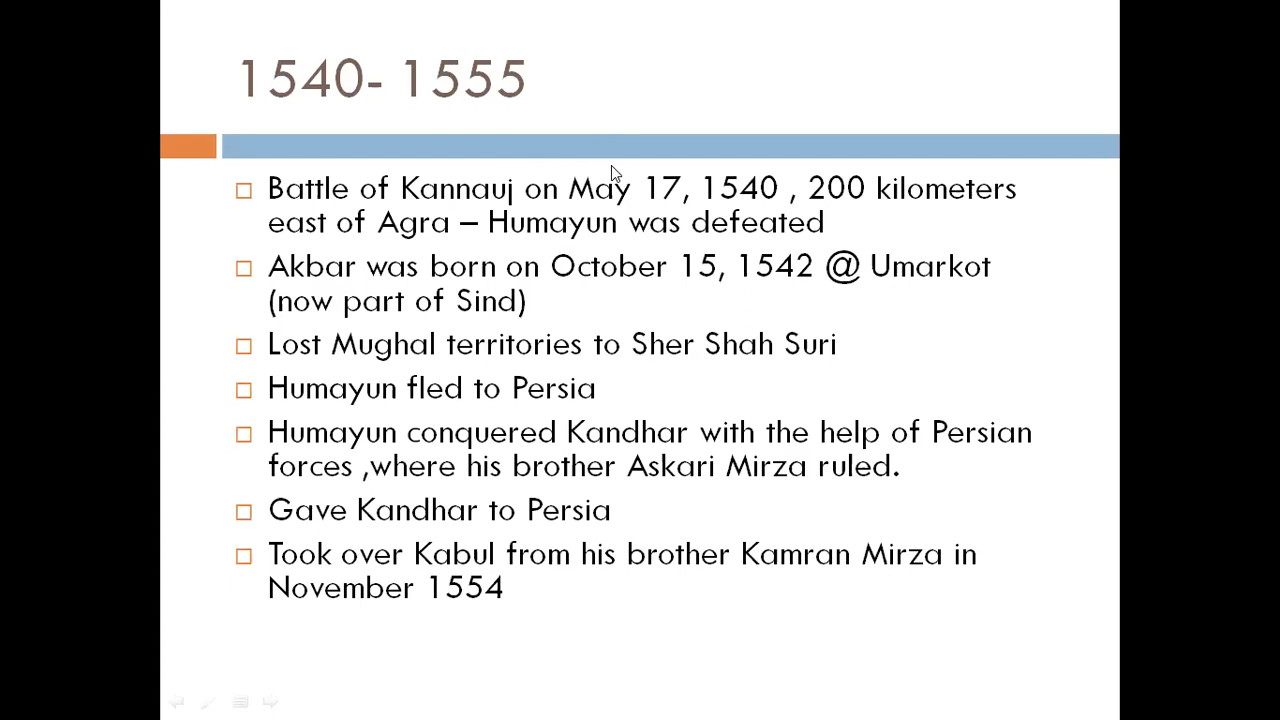 1540- 1555
Battle of Kannauj on May 17, 1540 , 200 kilometers
east of Agra – Humayun was defeated
Akbar was born on October 15, 1542 @ Umarkot
(now part of Sind)
Lost Mughal territories to Sher Shah Suri
Humayun fled to Persia
Humayun conquered Kandhar with the help of Persian
forces ,where his brother Askari Mirza ruled.
Gave Kandhar to Persia
Took over Kabul from his brother Kamran Mirza in
November 1554